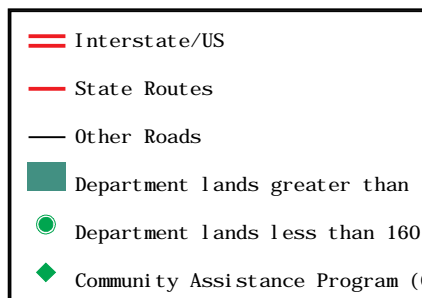 Interstate/US
State Routes
Other Roads
Department lands greater than
Department lands less than 160
Community Assistance Program (